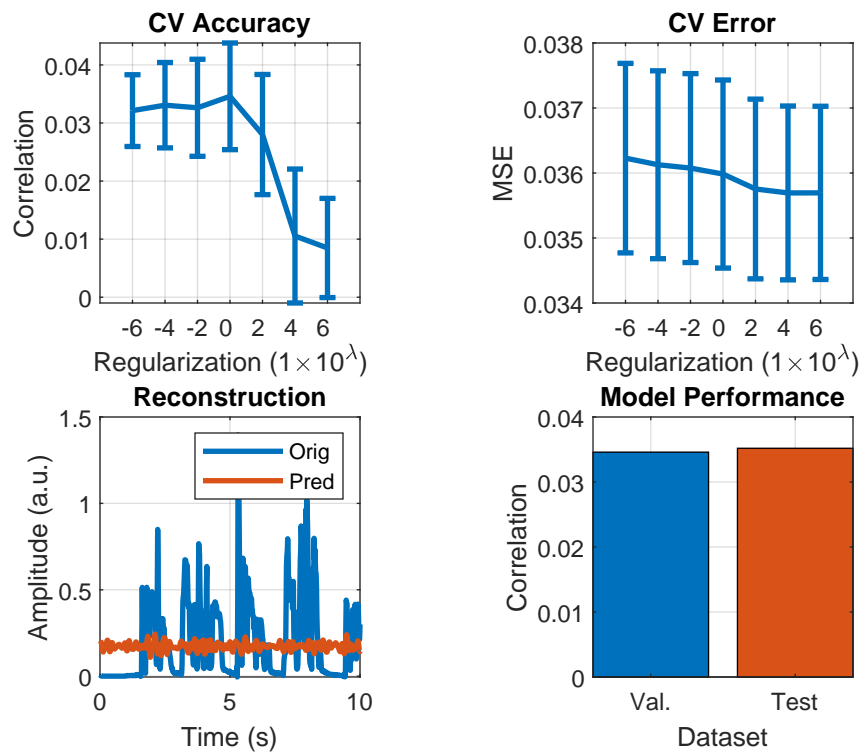 CV Accuracy
0.04
0.03
0.02
0.01
0
Correlation
-6 -4 -2 0 2 4 6
Regularization (1×10^λ)
CV Error
0.038
0.037
0.036
0.035
0.034
MSE
-6 -4 -2 0 2 4 6
Regularization (1×10^λ)
Reconstruction
1.5
1
0.5
0
Amplitude (a.u.)
Orig
Pred
0 5 10
Time (s)
Model Performance
0.04
0.03
0.02
0.01
0
Correlation
Val. Test
Dataset